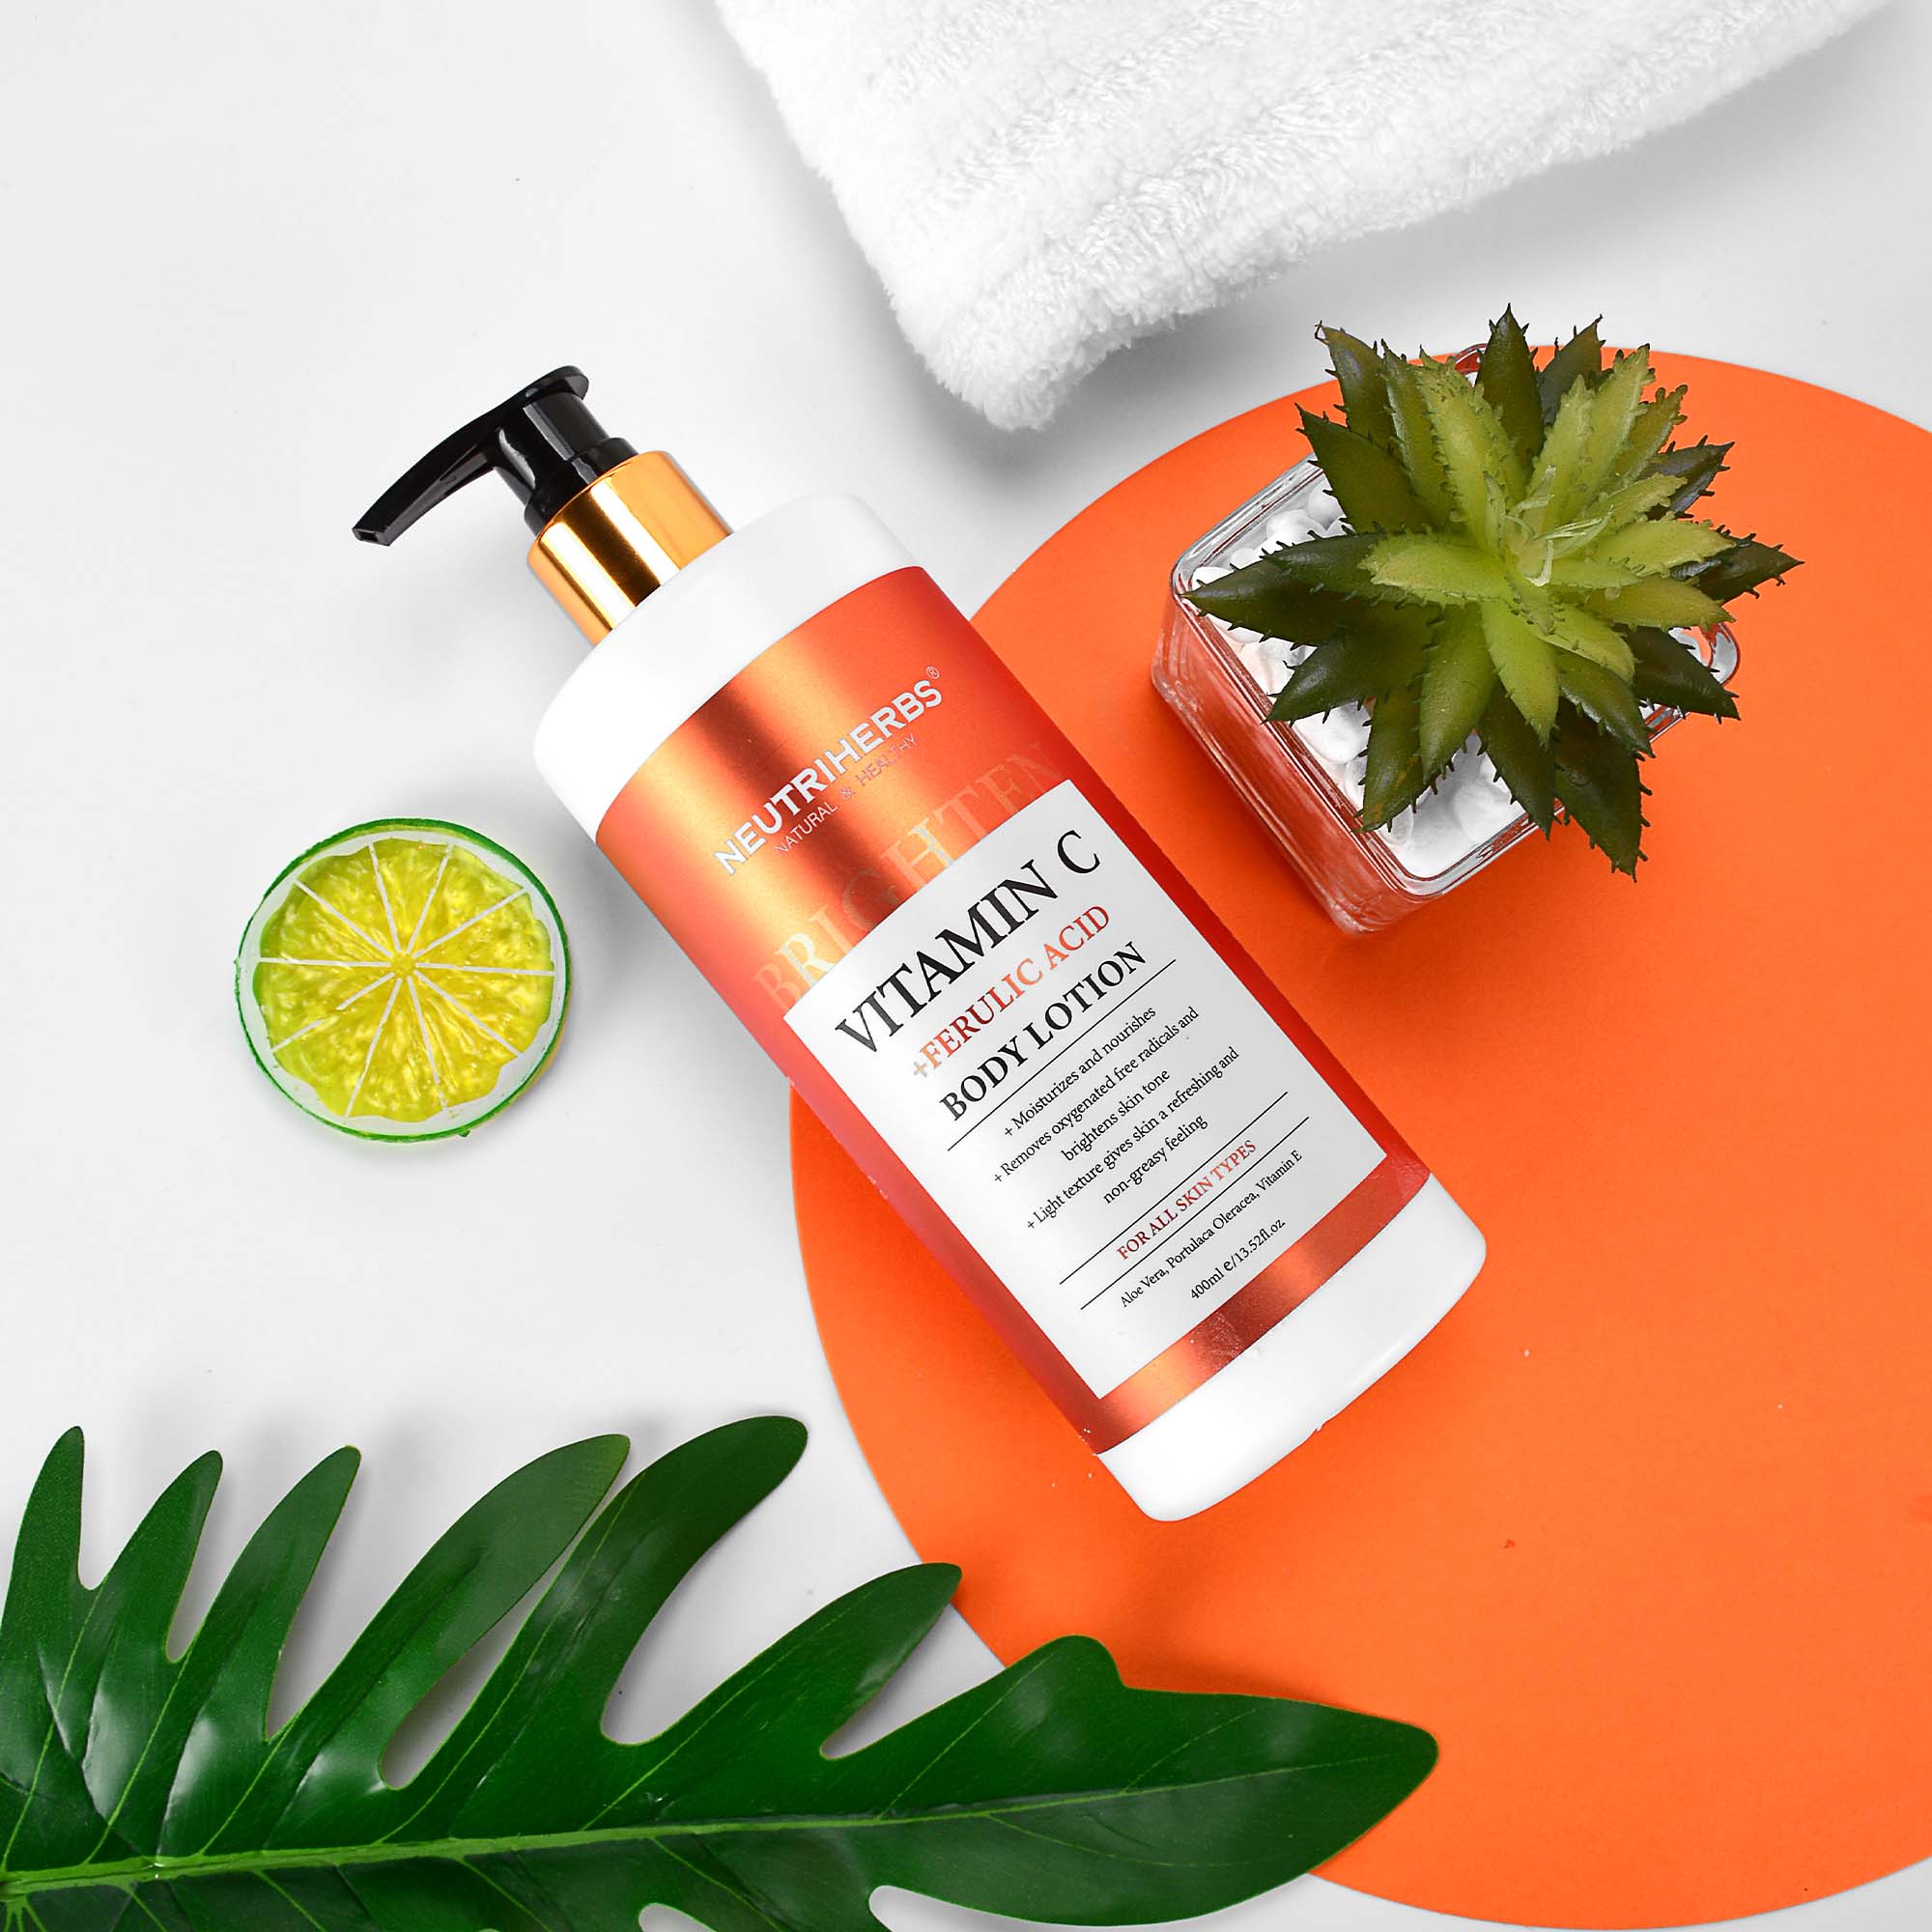 NEUTRIHERBS®
NATURAL & HEALTHY
BRIGHTEN
VITAMIN C
+FERULIC ACID
BODY LOTION
+ Moisturizes and nourishes
+ Removes oxygenated free radicals and
brightens skin tone
+ Light texture gives skin a refreshing and
non-greasy feeling
FOR ALL SKIN TYPES
Aloe Vera, Portulaca Oleracea, Vitamin E
400ml e/13.52fl.oz